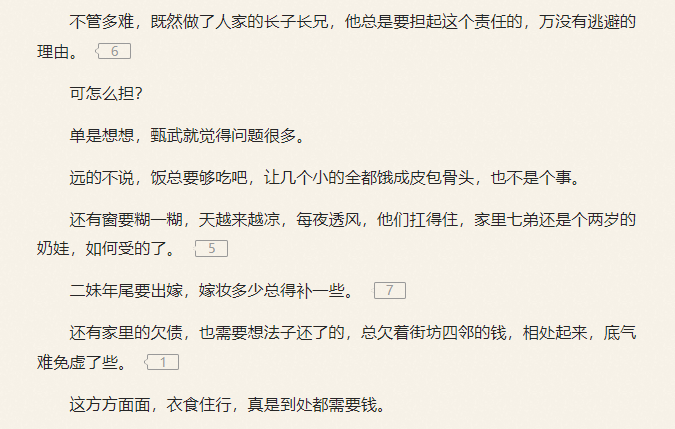 不管多难，既然做了人家的长子长兄，他总是要担起这个责任的，万没有逃避的
理由。 6
可怎么担？
单是想想，甄武就觉得问题很多。
远的不说，饭总要够吃吧，让几个小的全都饿成皮包骨头，也不是个事。
还有窗要糊一糊，天越来越凉，每夜透风，他们扛得住，家里七弟还是个两岁的
奶娃，如何受的了。 5
二妹年尾要出嫁，嫁妆多少总得补一些。 7
还有家里的欠债，也需要想法子还了的，总欠着街坊四邻的钱，相处起来，底气
难免虚了些。 1
这方方面面，衣食住行，真是到处都需要钱。